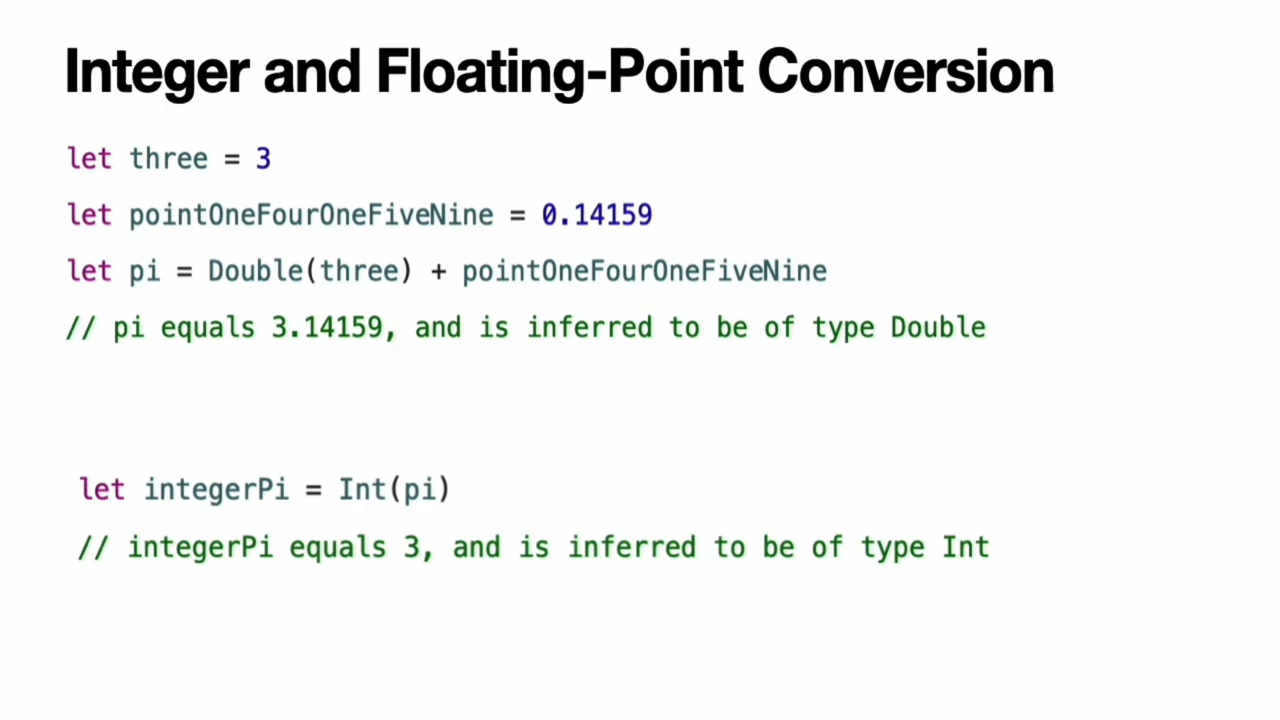 Integer and Floating-Point Conversion
let three = 3
let pointOneFourOneFiveNine = 0.14159
let pi = Double(three) + pointOneFourOneFiveNine
// pi equals 3.14159, and is inferred to be of type Double
let integerPi = Int(pi)
// integerPi equals 3, and is inferred to be of type Int